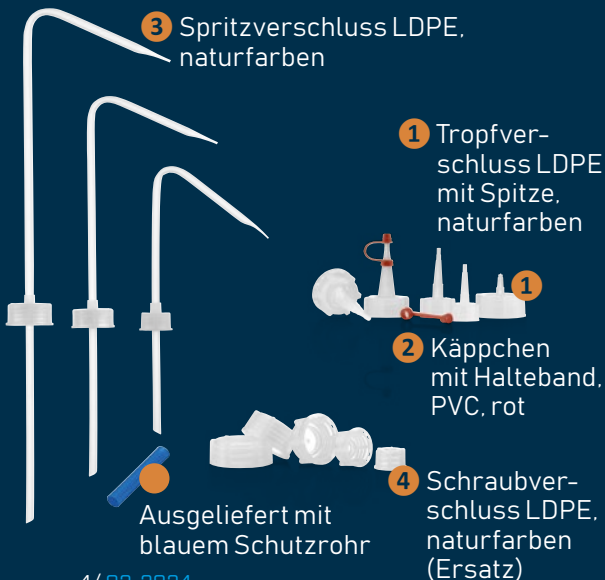 3 Spritzverschluss LDPE,
naturfarben
1 Tropfver-
schluss LDPE
mit Spitze,
naturfarben
1
2 Käppchen
mit Halteband,
PVC, rot
4 Schraubver-
schluss LDPE,
naturfarben
(Ersatz)
Ausgeliefert mit
blauem Schutzrohr